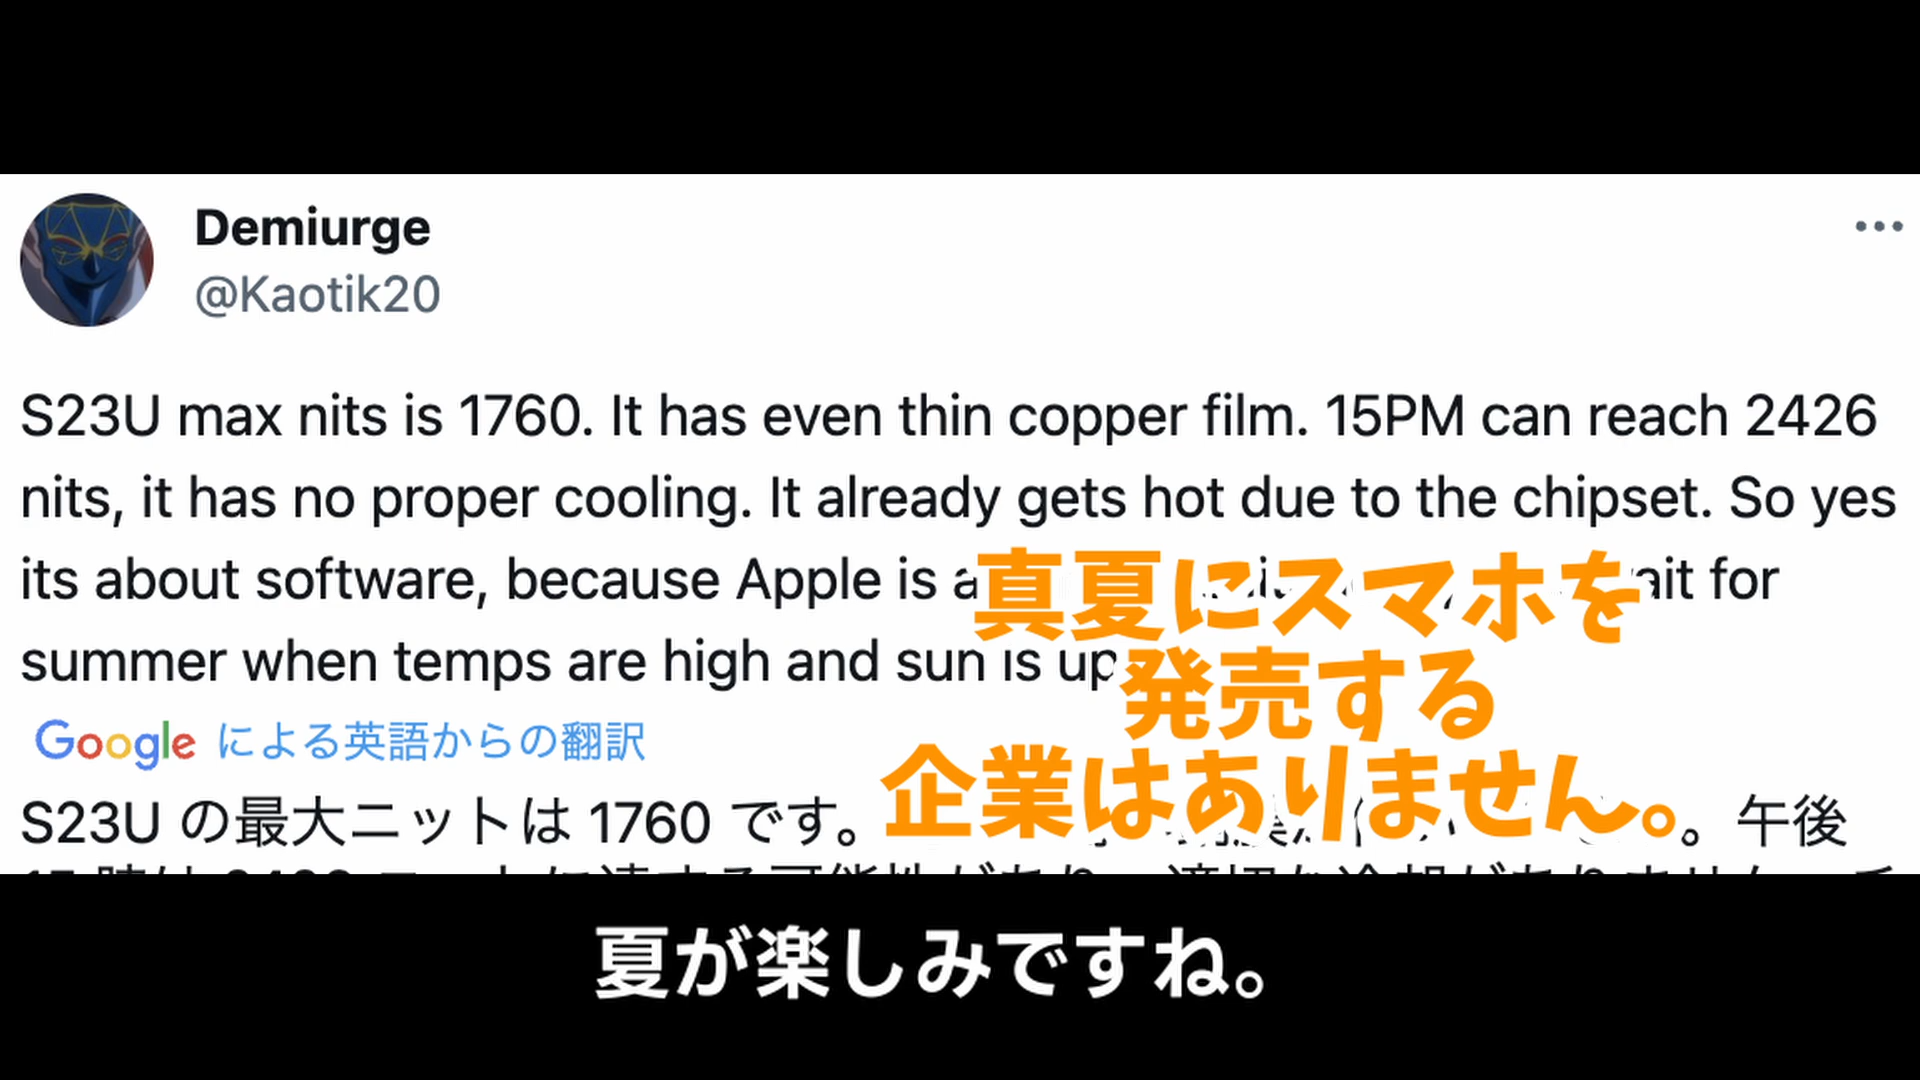 Demiurge
@Kaotik20
S23U max nits is 1760. It has even thin copper film. 15PM can reach 2426
nits, it has no proper cooling. It already gets hot due to the chipset. So yes
its about software, because Apple is for
summer when temps are high and sun is up
真夏にスマホを
発売する
企業はありません。
Google による英語からの翻訳
S23U の最大ニットは 1760 です。 。午後
夏が楽しみですね。